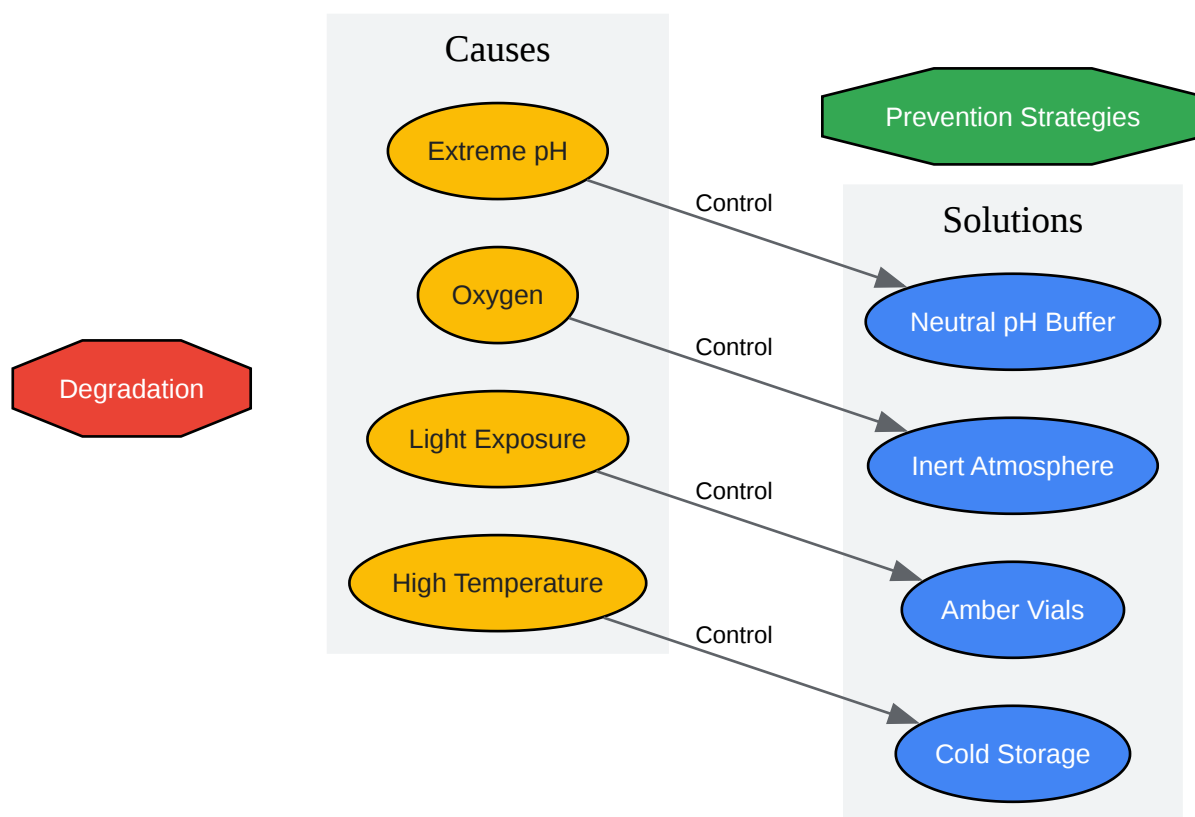 Degradation
Causes
Extreme pH
Oxygen
Light Exposure
High Temperature
Control
Control
Control
Control
Prevention Strategies
Solutions
Neutral pH Buffer
Inert Atmosphere
Amber Vials
Cold Storage